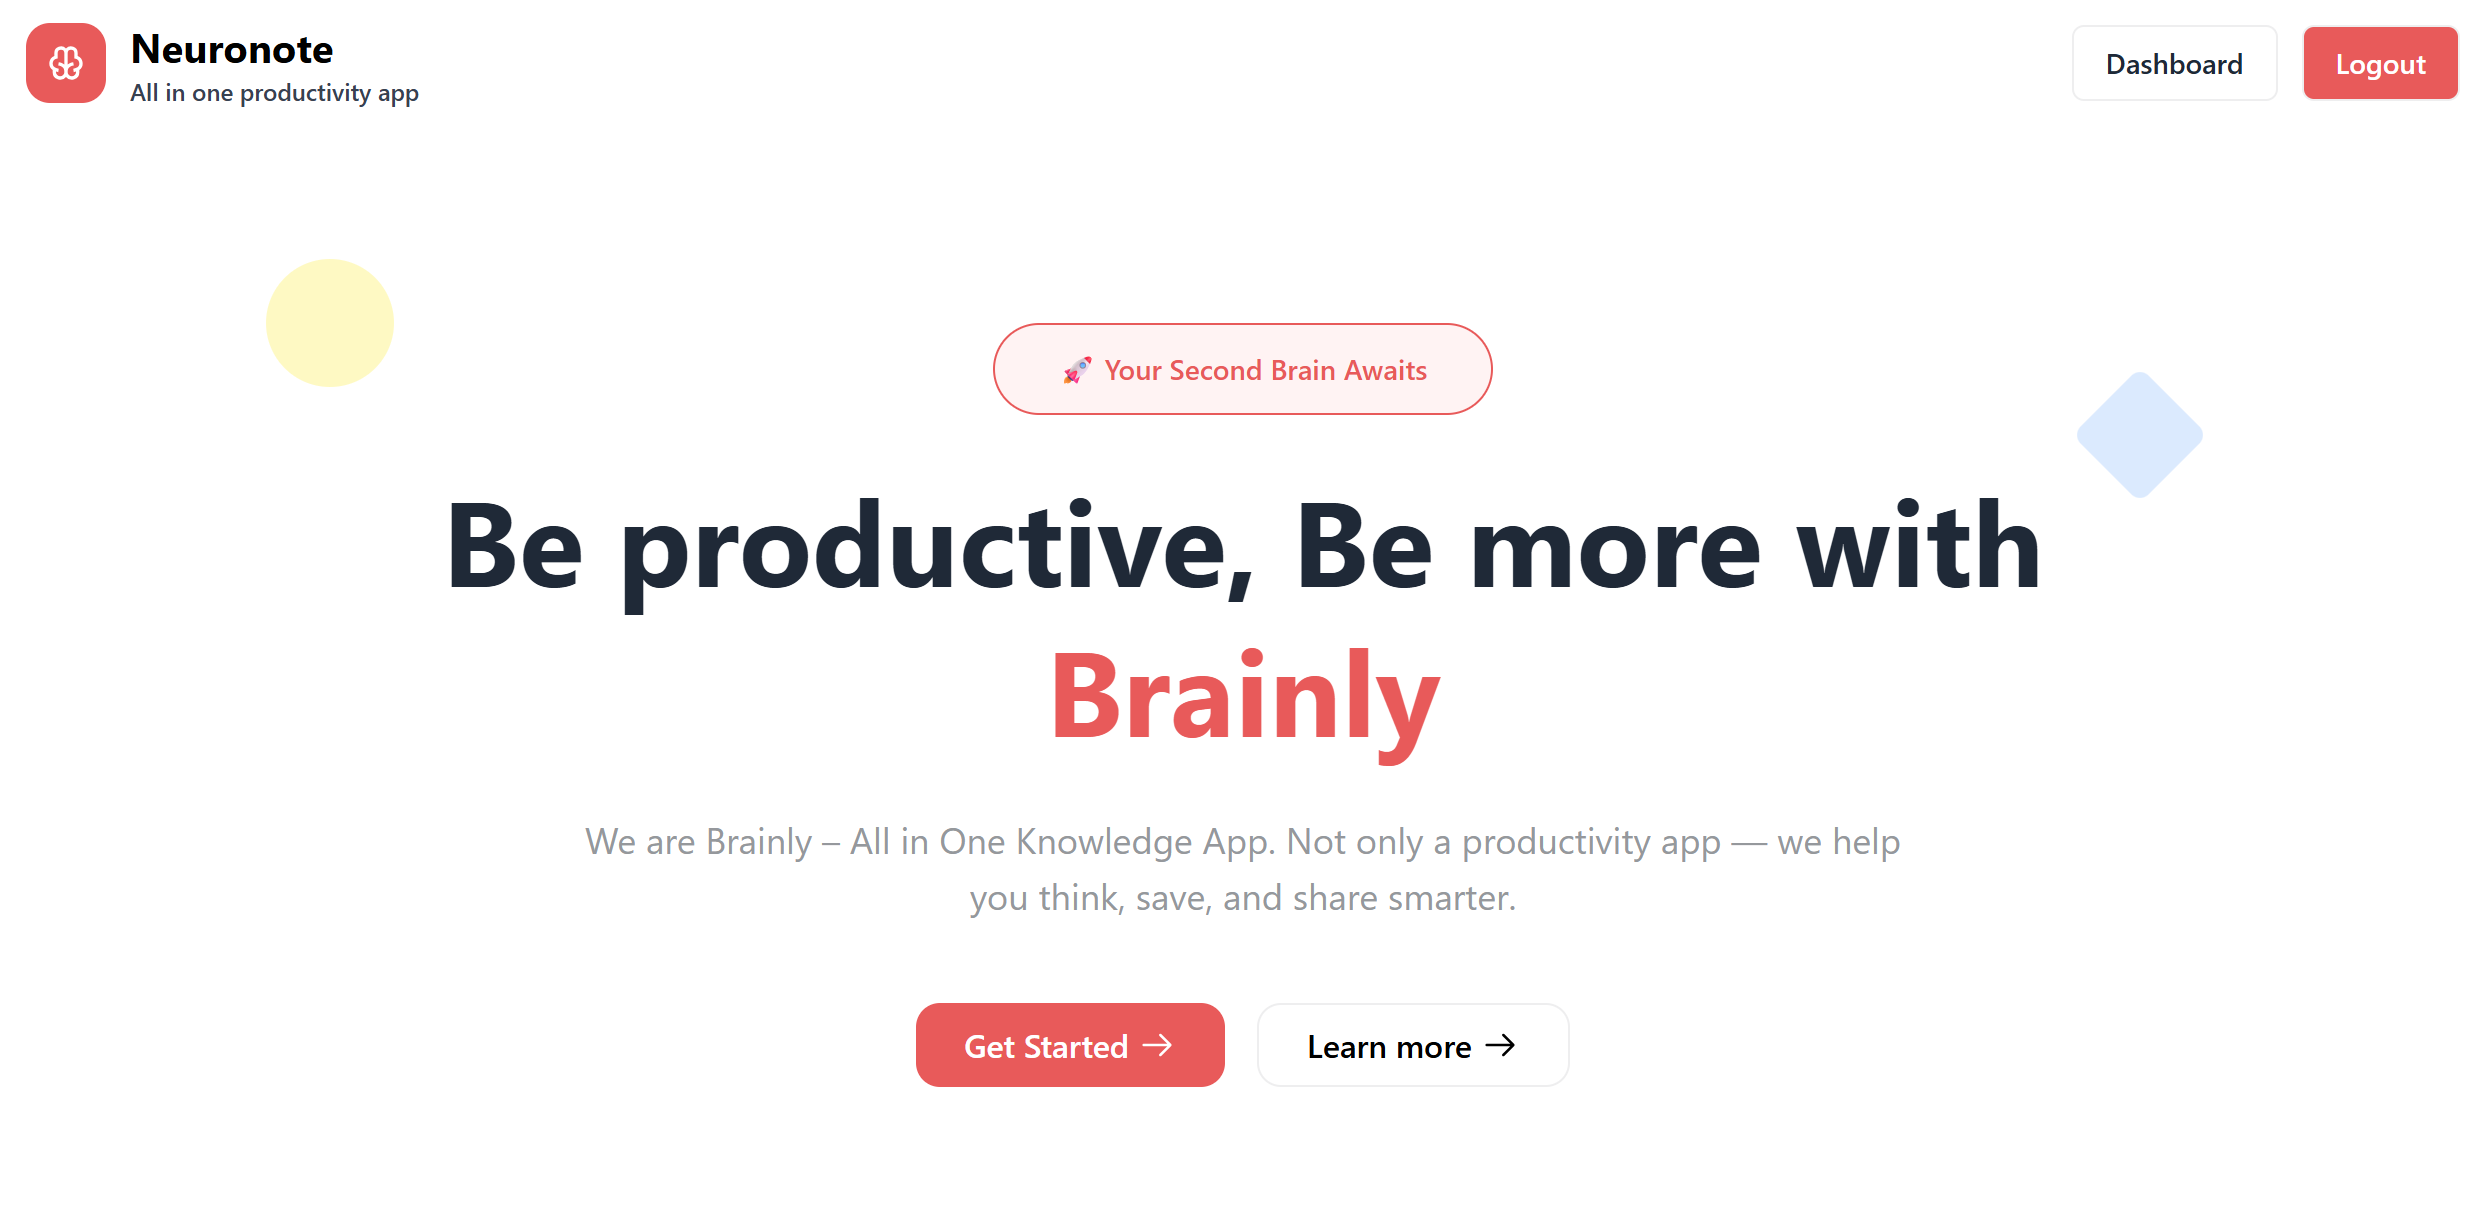 Neuronote
All in one productivity app
Dashboard
Logout
🚀 Your Second Brain Awaits
Be productive, Be more with
Brainly
We are Brainly – All in One Knowledge App. Not only a productivity app — we help
you think, save, and share smarter.
Get Started →
Learn more →